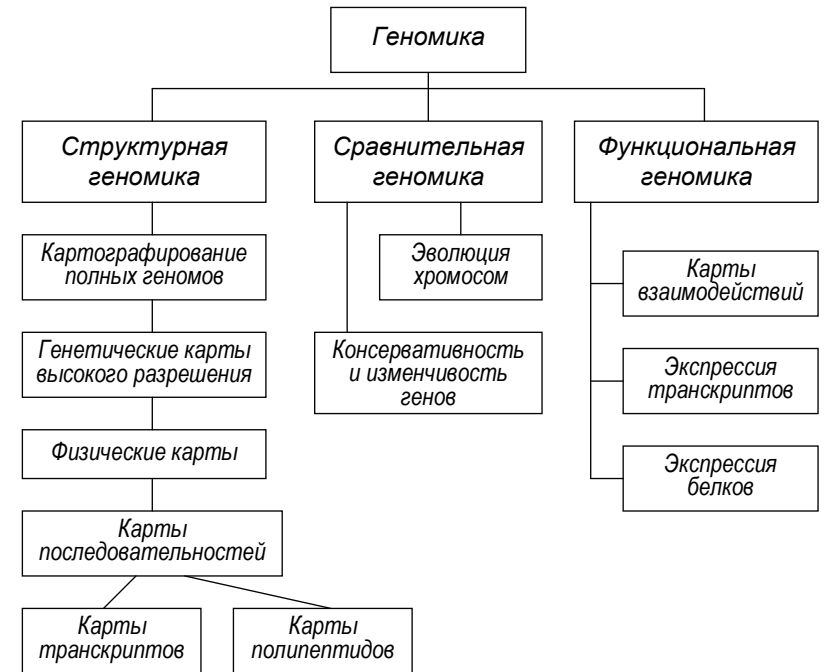 Геномика
Структурная
геномика
Сравнительная
геномика
Функциональная
геномика
Картографирование
полных геномов
Эволюция
хромосом
Карты
взаимодействий
Генетические карты
высокого разрешения
Консервативность
и изменчивость
генов
Экспрессия
транскриптов
Физические карты
Экспрессия
белков
Карты
последовательностей
Карты
транскриптов
Карты
полипептидов